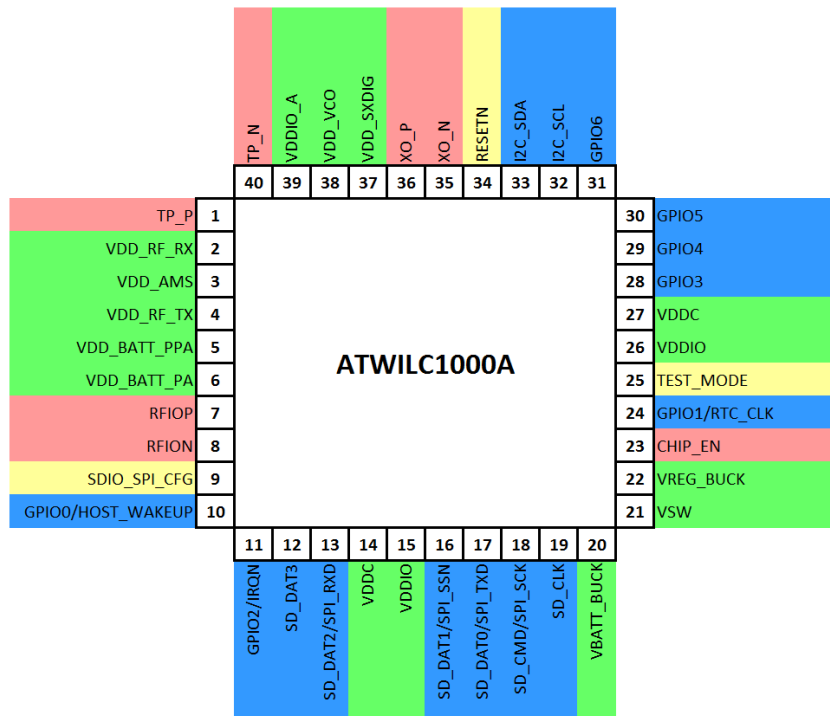 TP_N
VDDIO_A
VDD_VCO
VDD_SXDIG
XO_P
XO_N
RESETN
I2C_SDA
I2C_SCL
GPIO6
40 39 38 37 36 35 34 33 32 31
TP_P 1
VDD_RF_RX 2
VDD_AMS 3
VDD_RF_TX 4
VDD_BATT_PPA 5
VDD_BATT_PA 6
RFIOP 7
RFION 8
SDIO_SPI_CFG 9
GPIO0/HOST_WAKEUP 10
ATWILC1000A
30 GPIO5
29 GPIO4
28 GPIO3
27 VDDC
26 VDDIO
25 TEST_MODE
24 GPIO1/RTC_CLK
23 CHIP_EN
22 VREG_BUCK
21 VSW
11 12 13 14 15 16 17 18 19 20
GPIO2/IRQN
SD_DAT3
SD_DAT2/SPI_RXD
VDDC
VDDIO
SD_DAT1/SPI_SSN
SD_DAT0/SPI_TXD
SD_CMD/SPI_SCK
SD_CLK
VBATT_BUCK